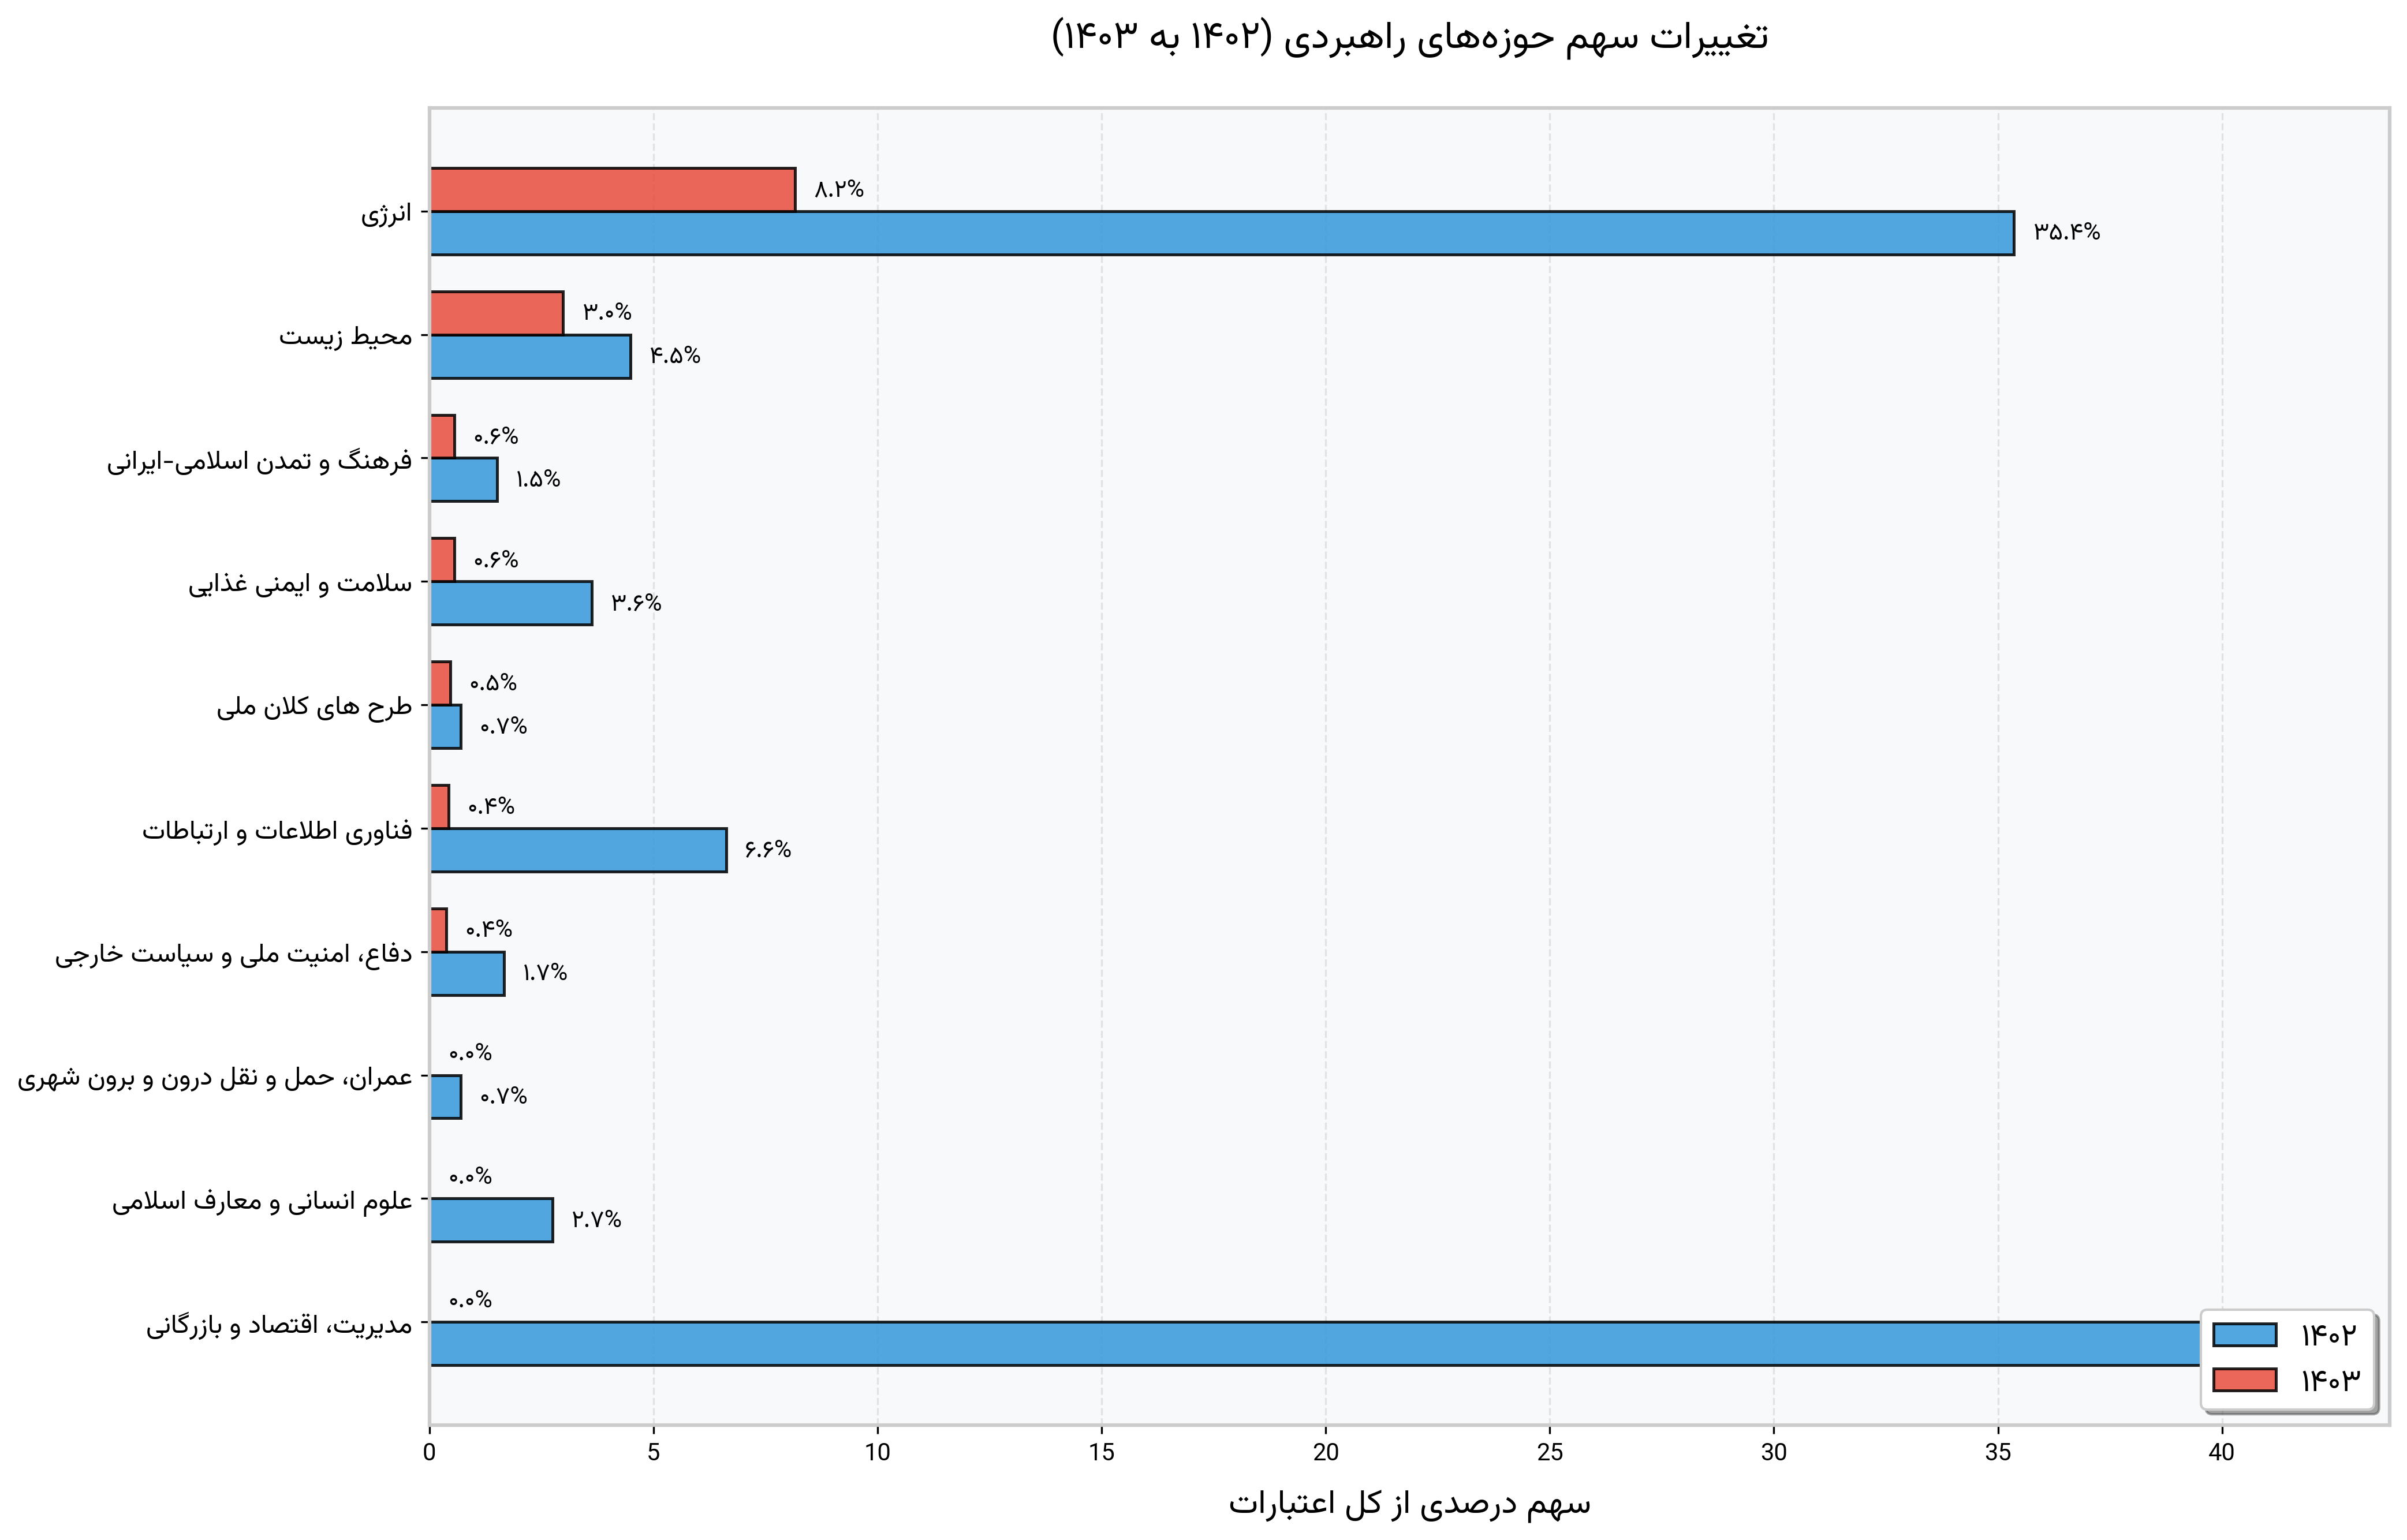 تغییرات سهم حوزه‌های راهبردی (۱۴۰۲ به ۱۴۰۳)
انرژی
۸.۲%
۳۵.۴%
محیط زیست
۳.۰%
۴.۵%
فرهنگ و تمدن اسلامی-ایرانی
۰.۶%
۱.۵%
سلامت و ایمنی غذایی
۰.۶%
۳.۶%
طرح های کلان ملی
۰.۵%
۰.۷%
فناوری اطلاعات و ارتباطات
۰.۴%
۶.۶%
دفاع، امنیت ملی و سیاست خارجی
۰.۴%
۱.۷%
عمران، حمل و نقل درون و برون شهری
۰.۰%
۰.۷%
علوم انسانی و معارف اسلامی
۰.۰%
۲.۷%
مدیریت، اقتصاد و بازرگانی
۰.۰%
۱۴۰۲
۱۴۰۳
0 5 10 15 20 25 30 35 40
سهم درصدی از کل اعتبارات